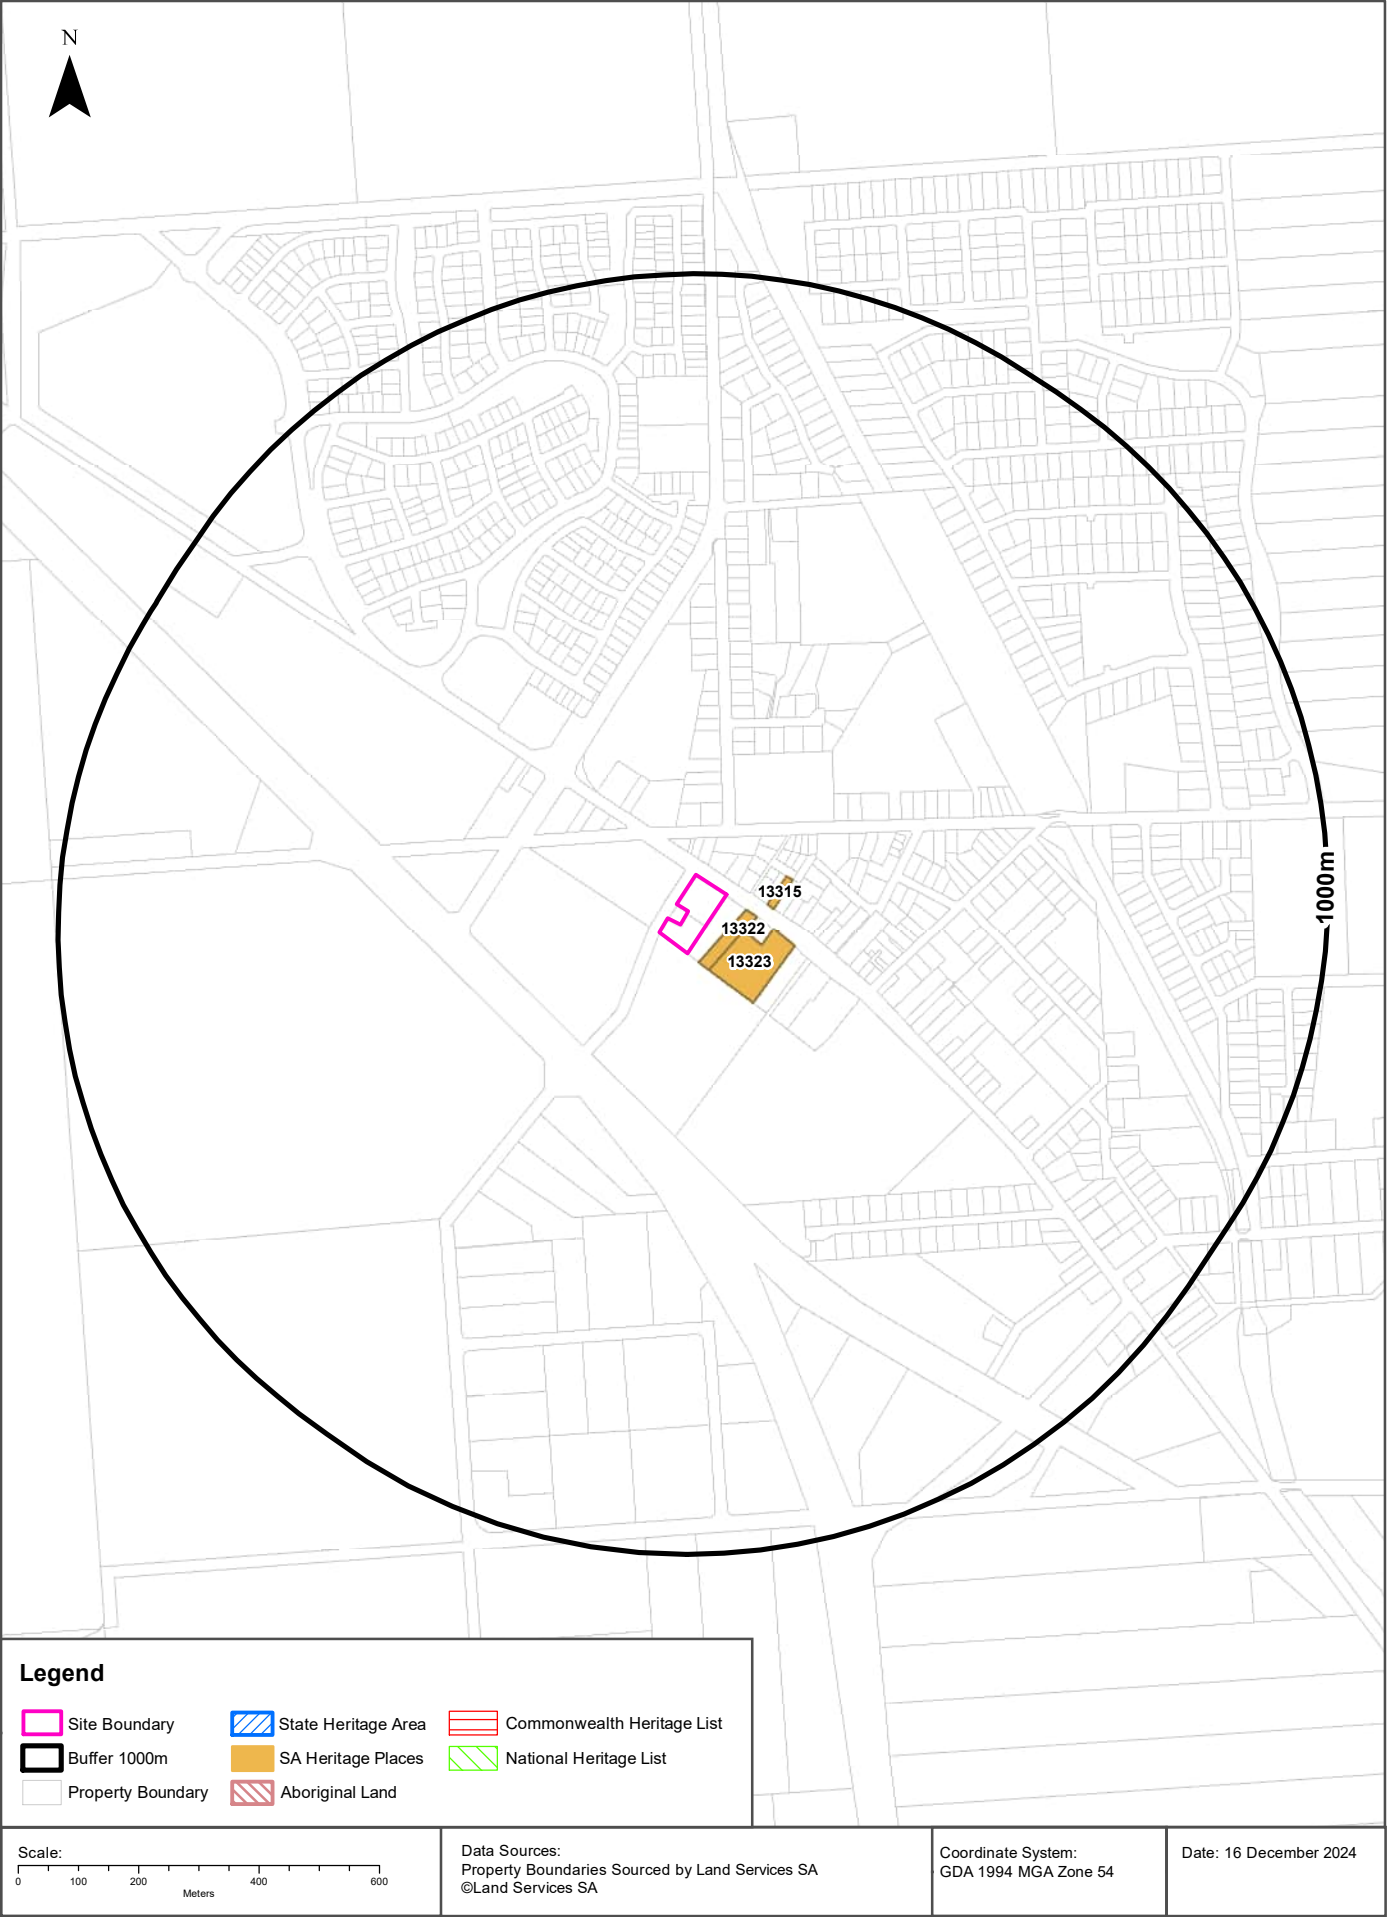 N
1000m
13315
13322
13323
Legend
Site Boundary
State Heritage Area
Commonwealth Heritage List
Buffer 1000m
SA Heritage Places
National Heritage List
Property Boundary
Aboriginal Land
Scale:
0 100 200 400 600
Meters
Data Sources:
Property Boundaries Sourced by Land Services SA
©Land Services SA
Coordinate System:
GDA 1994 MGA Zone 54
Date: 16 December 2024